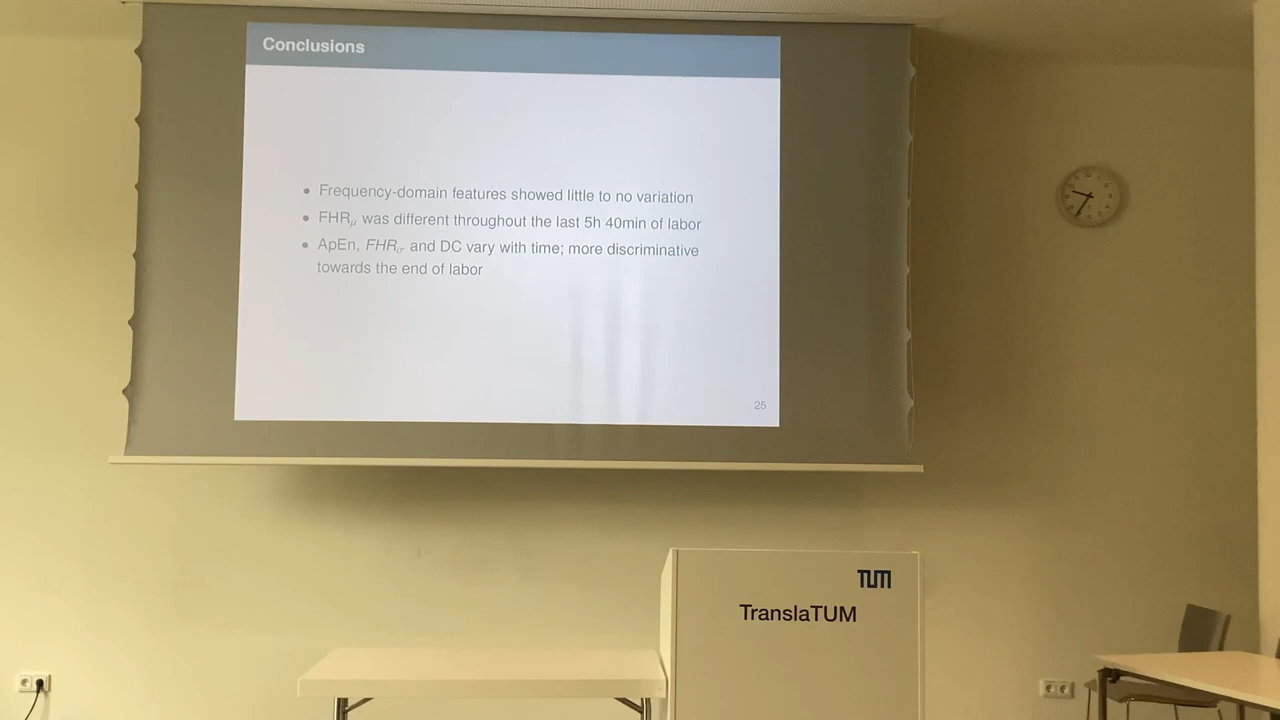 Conclusions
• Frequency-domain features showed little to no variation
• FHRμ was different throughout the last 5h 40min of labor
• ApEn, FHRσ and DC vary with time; more discriminative
towards the end of labor
25
TUM
TranslaTUM